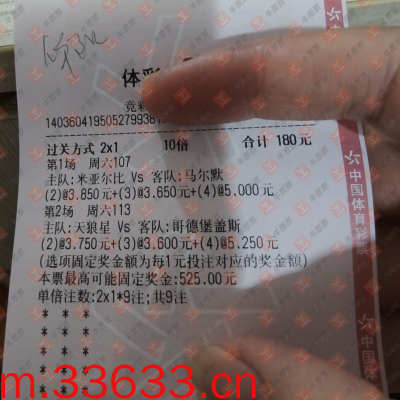 体彩
竞彩
1403604195052799381
过关方式 2x1 10倍 合计 180元
第1场 周六107
主队:米亚尔比 Vs 客队:马尔默
(2)@3.850元+(3)@3.650元+(4)@5.000元
第2场 周六113
主队:天狼星 Vs 客队:哥德堡盖斯
(2)@3.750元+(3)@3.600元+(4)@5.250元
(选项固定奖金额为每1元投注对应的奖金额)
本票最高可能固定奖金:525.00元
单倍注数:2x1*9注;共9注
* * *
* * *
* * *
* * *
* * *
中国体育彩票
中国体
m.33633.cn